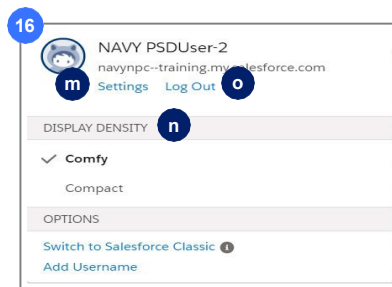 16
NAVY PSDUser-2
navynpc--training.my.salesforce.com
m Settings Log Out o
DISPLAY DENSITY n
Comfy
Compact
OPTIONS
Switch to Salesforce Classic i
Add Username